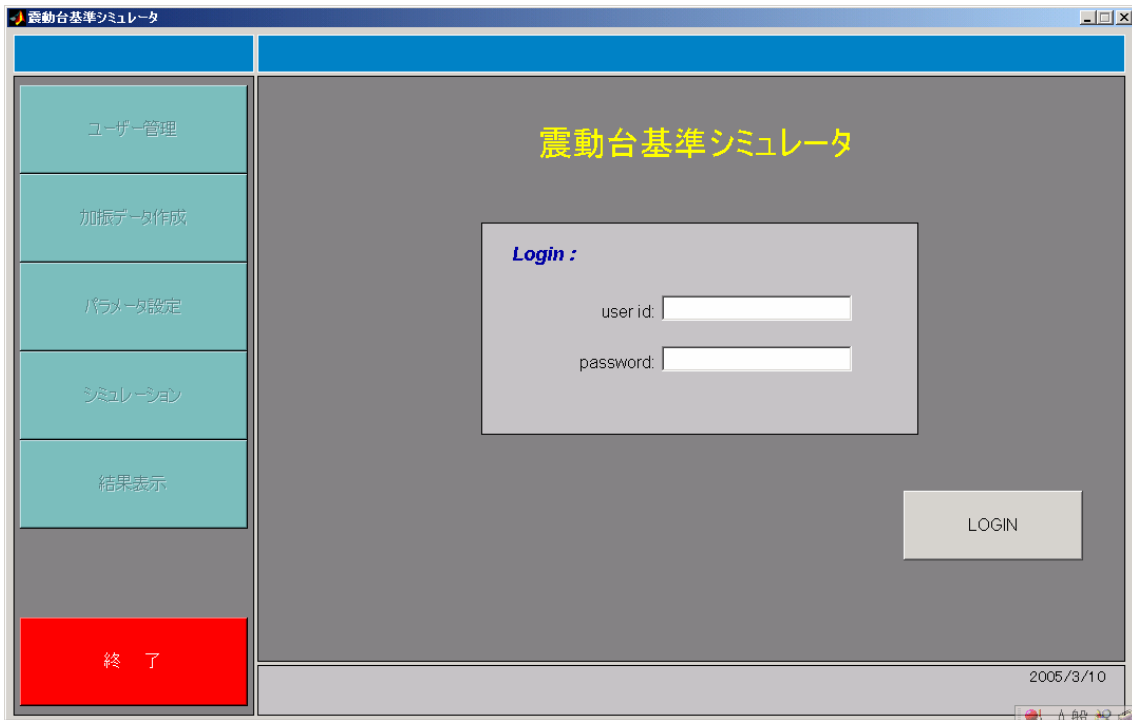 震動台基準シミュレータ
ユーザー管理
加振データ作成
パラメータ設定
シミュレーション
結果表示
終 了
震動台基準シミュレータ
Login :
user id:
password:
LOGIN
2005/3/10
A 般